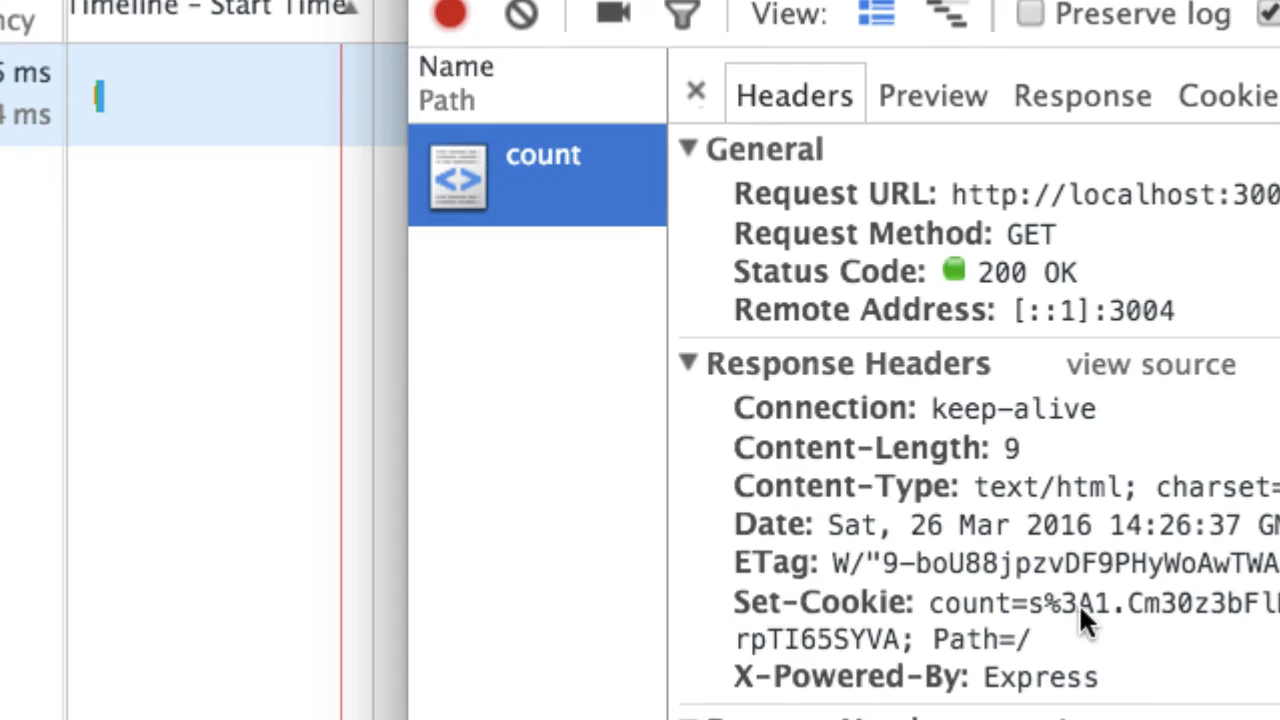 ncy
Timeline – Start Time
5 ms
4 ms
View:
Preserve log
Name
Path
count
Headers Preview Response Cookie
General
Request URL: http://localhost:300
Request Method: GET
Status Code: 200 OK
Remote Address: [::1]:3004
Response Headers view source
Connection: keep-alive
Content-Length: 9
Content-Type: text/html; charset=
Date: Sat, 26 Mar 2016 14:26:37 GM
ETag: W/"9-boU88jpzvDF9PHyWoAwTWA
Set-Cookie: count=s%3A1.Cm30z3bFl
rpTI65SYVA; Path=/
X-Powered-By: Express